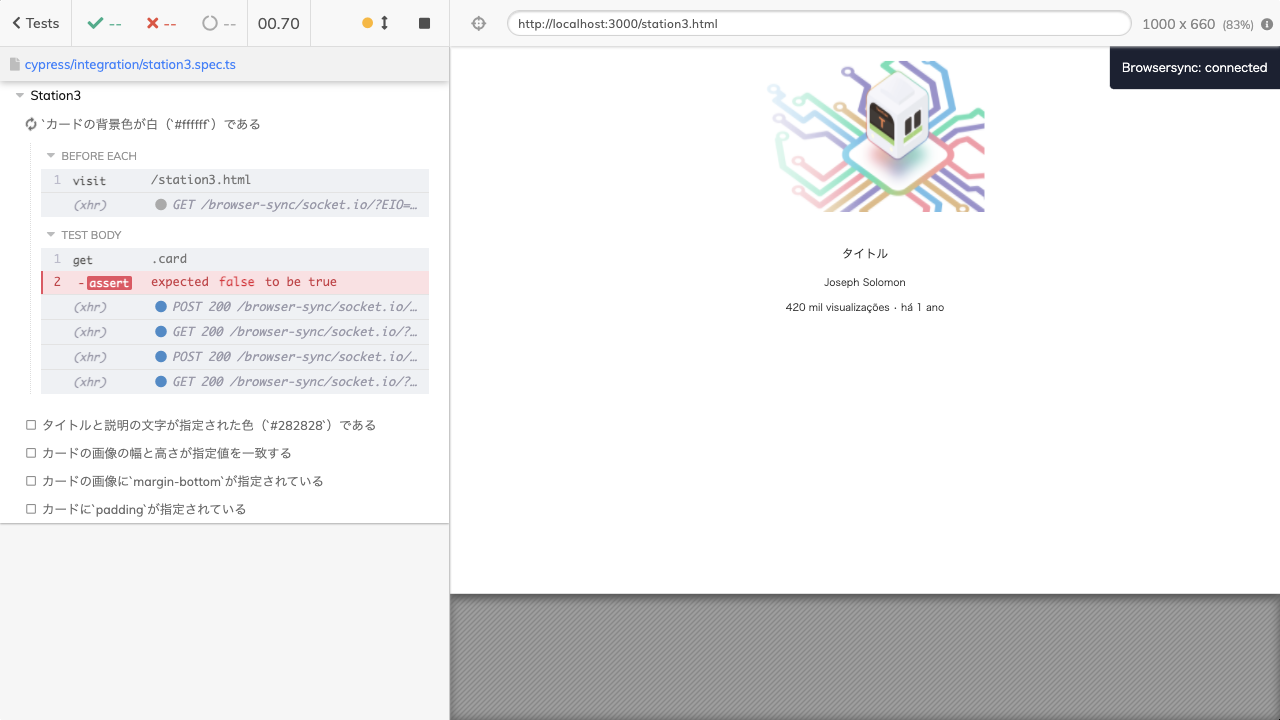 Tests
--
--
--
00.70
http://localhost:3000/station3.html
1000 x 660 (83%)
cypress/integration/station3.spec.ts
Browsersync: connected
Station3
`カードの背景色が白（`#ffffff`）である
BEFORE EACH
1 visit /station3.html
(xhr) GET /browser-sync/socket.io/?EIO=…
TEST BODY
1 get .card
2 -assert expected false to be true
(xhr) POST 200 /browser-sync/socket.io/…
(xhr) GET 200 /browser-sync/socket.io/?…
(xhr) POST 200 /browser-sync/socket.io/…
(xhr) GET 200 /browser-sync/socket.io/?…
タイトルと説明の文字が指定された色（`#282828`）である
カードの画像の幅と高さが指定値を一致する
カードの画像に`margin-bottom`が指定されている
カードに`padding`が指定されている
T
タイトル
Joseph Solomon
420 mil visualizações · há 1 ano